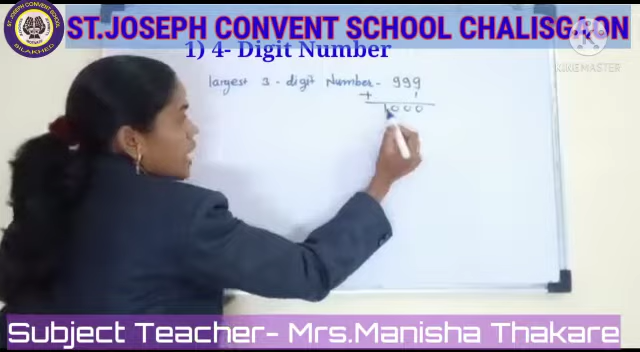 ST.JOSEPH CONVENT SCHOOL CHALISGAON
KINEMASTER
1) 4- Digit Number
largest 3 - digit Number - 999
+ 1
1000
Subject Teacher- Mrs.Manisha Thakare